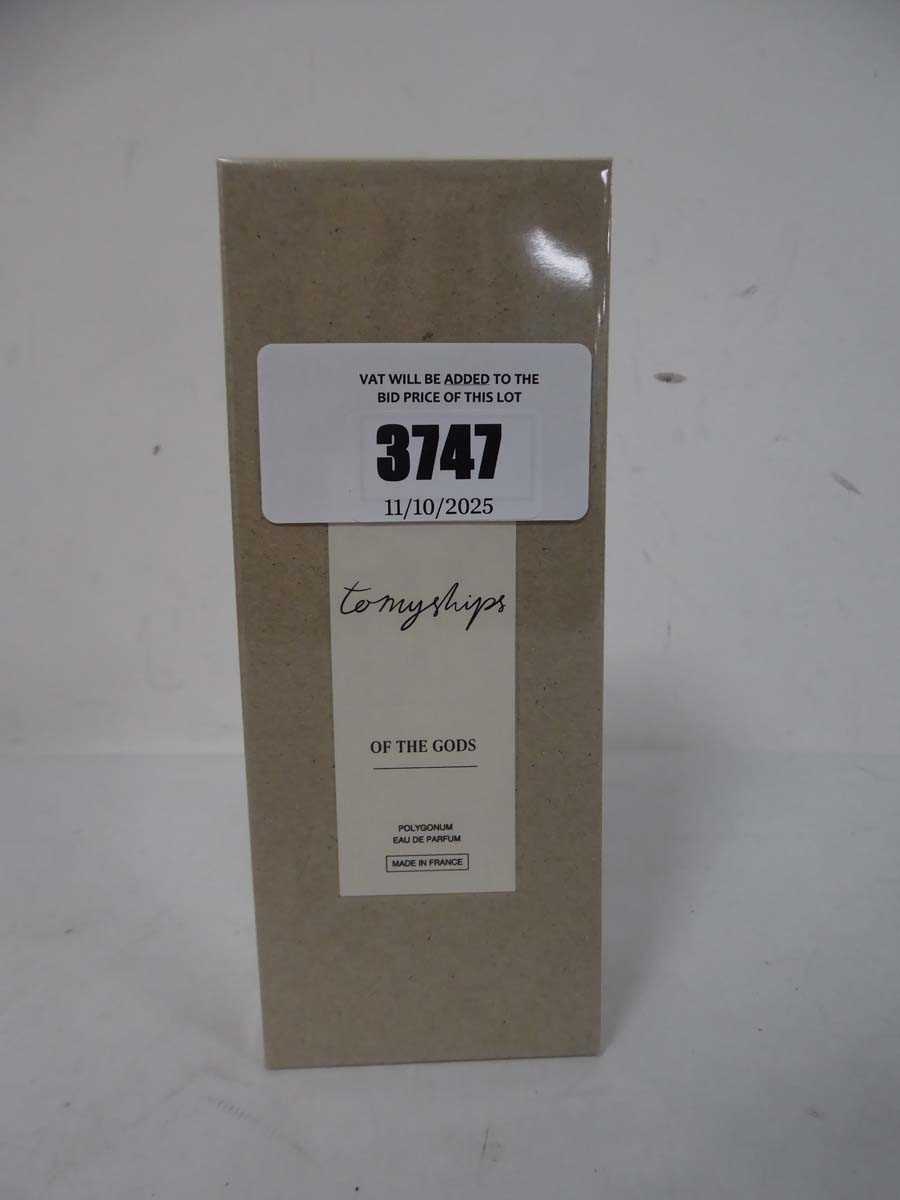 VAT WILL BE ADDED TO THE
BID PRICE OF THIS LOT
3747
11/10/2025
tomyships
OF THE GODS
POLYGONUM
EAU DE PARFUM
MADE IN FRANCE